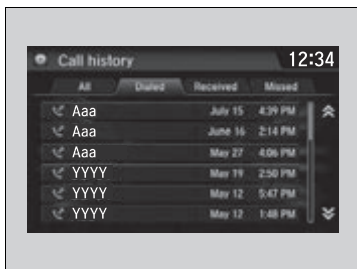 Call history 12:34
All Dialed Received Missed
Aaa July 15 4:39 PM
Aaa June 16 2:14 PM
Aaa May 27 4:06 PM
YYYY May 19 2:50 PM
YYYY May 12 5:47 PM
YYYY May 12 1:48 PM